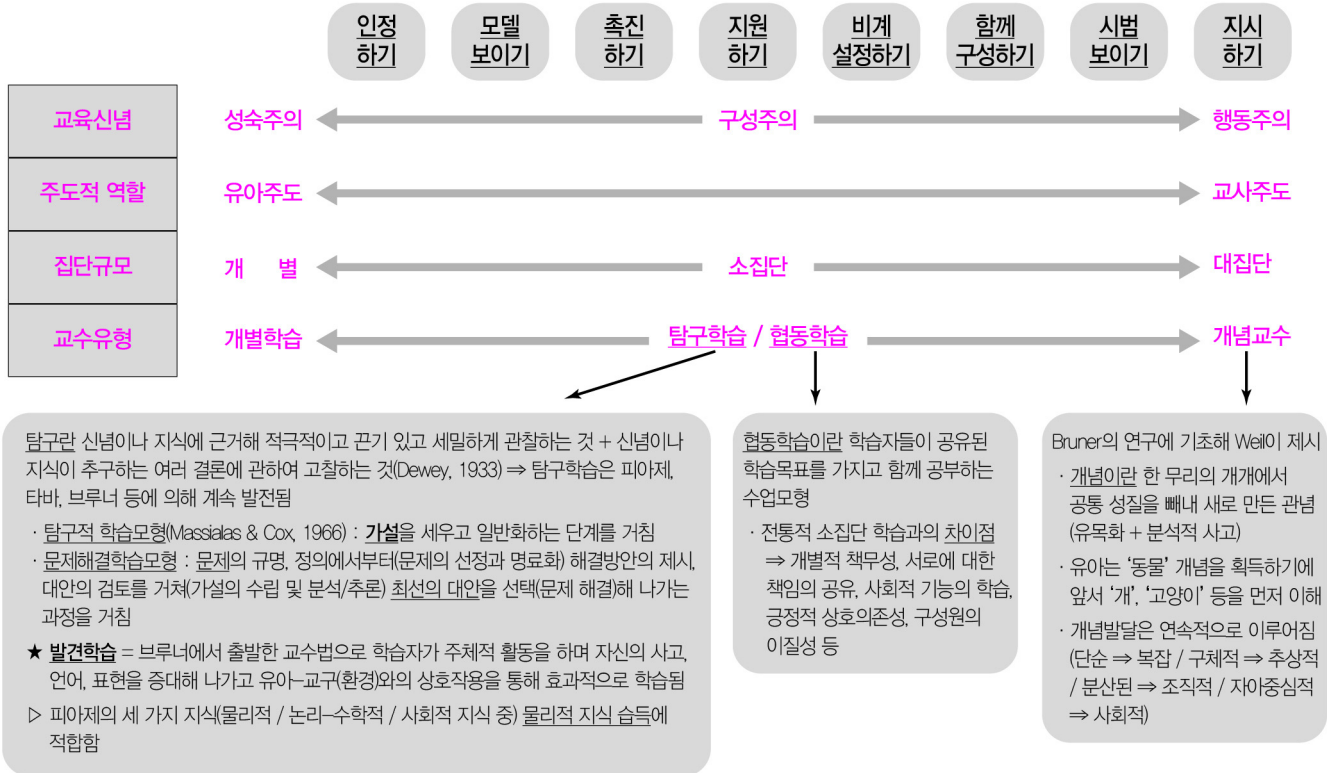 인정 하기
모델 보이기
촉진 하기
지원 하기
비계 설정하기
함께 구성하기
시범 보이기
지시 하기
교육신념 성숙주의 구성주의 행동주의
주도적 역할 유아주도 교사주도
집단규모 개 별 소집단 대집단
교수유형 개별학습 탐구학습 / 협동학습 개념교수
탐구란 신념이나 지식에 근거해 적극적이고 끈기 있고 세밀하게 관찰하는 것 + 신념이나
지식이 추구하는 여러 결론에 관하여 고찰하는 것(Dewey, 1933) ⇒ 탐구학습은 피아제,
타바, 브루너 등에 의해 계속 발전됨
· 탐구적 학습모형(Massialas & Cox, 1966) : 가설을 세우고 일반화하는 단계를 거침
· 문제해결학습모형 : 문제의 규명, 정의에서부터(문제의 선정과 명료화) 해결방안의 제시,
대안의 검토를 거쳐(가설의 수립 및 분석/추론) 최선의 대안을 선택(문제 해결)해 나가는
과정을 거침
★ 발견학습 = 브루너에서 출발한 교수법으로 학습자가 주체적 활동을 하며 자신의 사고,
언어, 표현을 증대해 나가고 유아–교구(환경)와의 상호작용을 통해 효과적으로 학습됨
▷ 피아제의 세 가지 지식(물리적 / 논리–수학적 / 사회적 지식 중) 물리적 지식 습득에
적합함
협동학습이란 학습자들이 공유된
학습목표를 가지고 함께 공부하는
수업모형
· 전통적 소집단 학습과의 차이점
⇒ 개별적 책무성, 서로에 대한
책임의 공유, 사회적 기능의 학습,
긍정적 상호의존성, 구성원의
이질성 등
Bruner의 연구에 기초해 Weil이 제시
· 개념이란 한 무리의 개개에서
공통 성질을 빼내 새로 만든 관념
(유목화 + 분석적 사고)
· 유아는 ‘동물’ 개념을 획득하기에
앞서 ‘개’, ‘고양이’ 등을 먼저 이해
· 개념발달은 연속적으로 이루어짐
(단순 ⇒ 복잡 / 구체적 ⇒ 추상적
/ 분산된 ⇒ 조직적 / 자아중심적
⇒ 사회적)